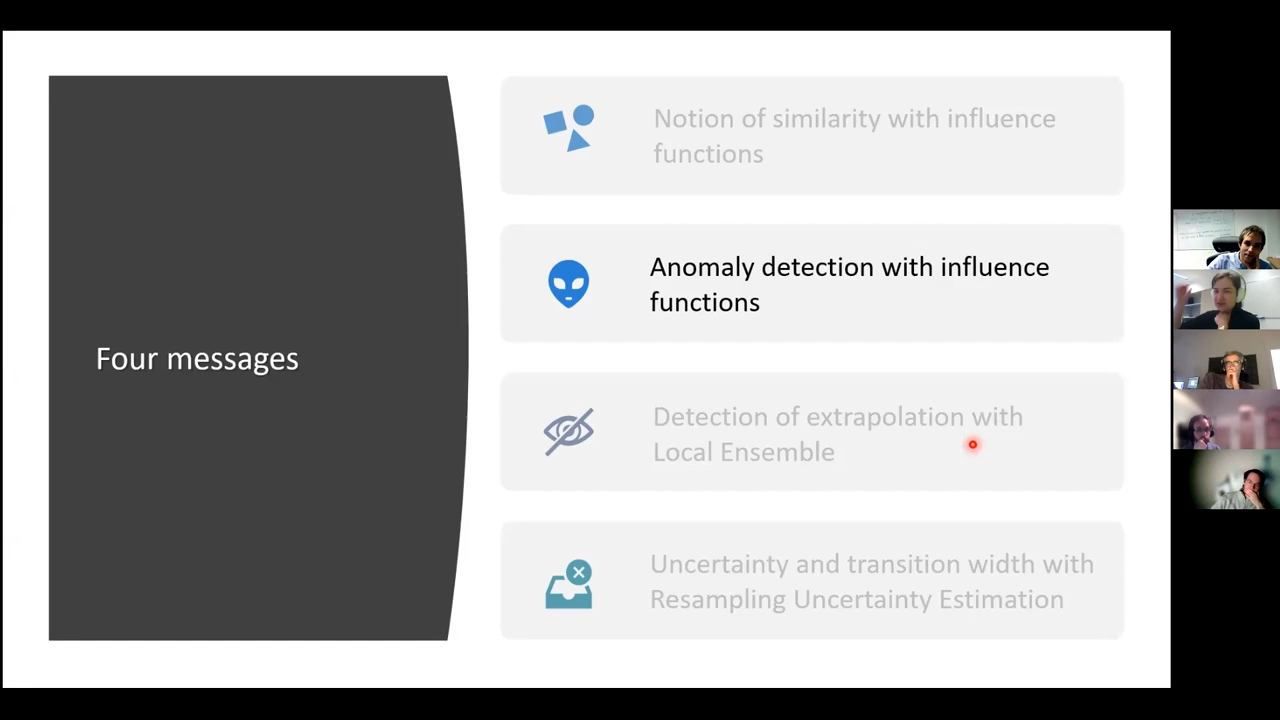 Four messages
Notion of similarity with influence
functions
Anomaly detection with influence
functions
Detection of extrapolation with
Local Ensemble
Uncertainty and transition width with
Resampling Uncertainty Estimation